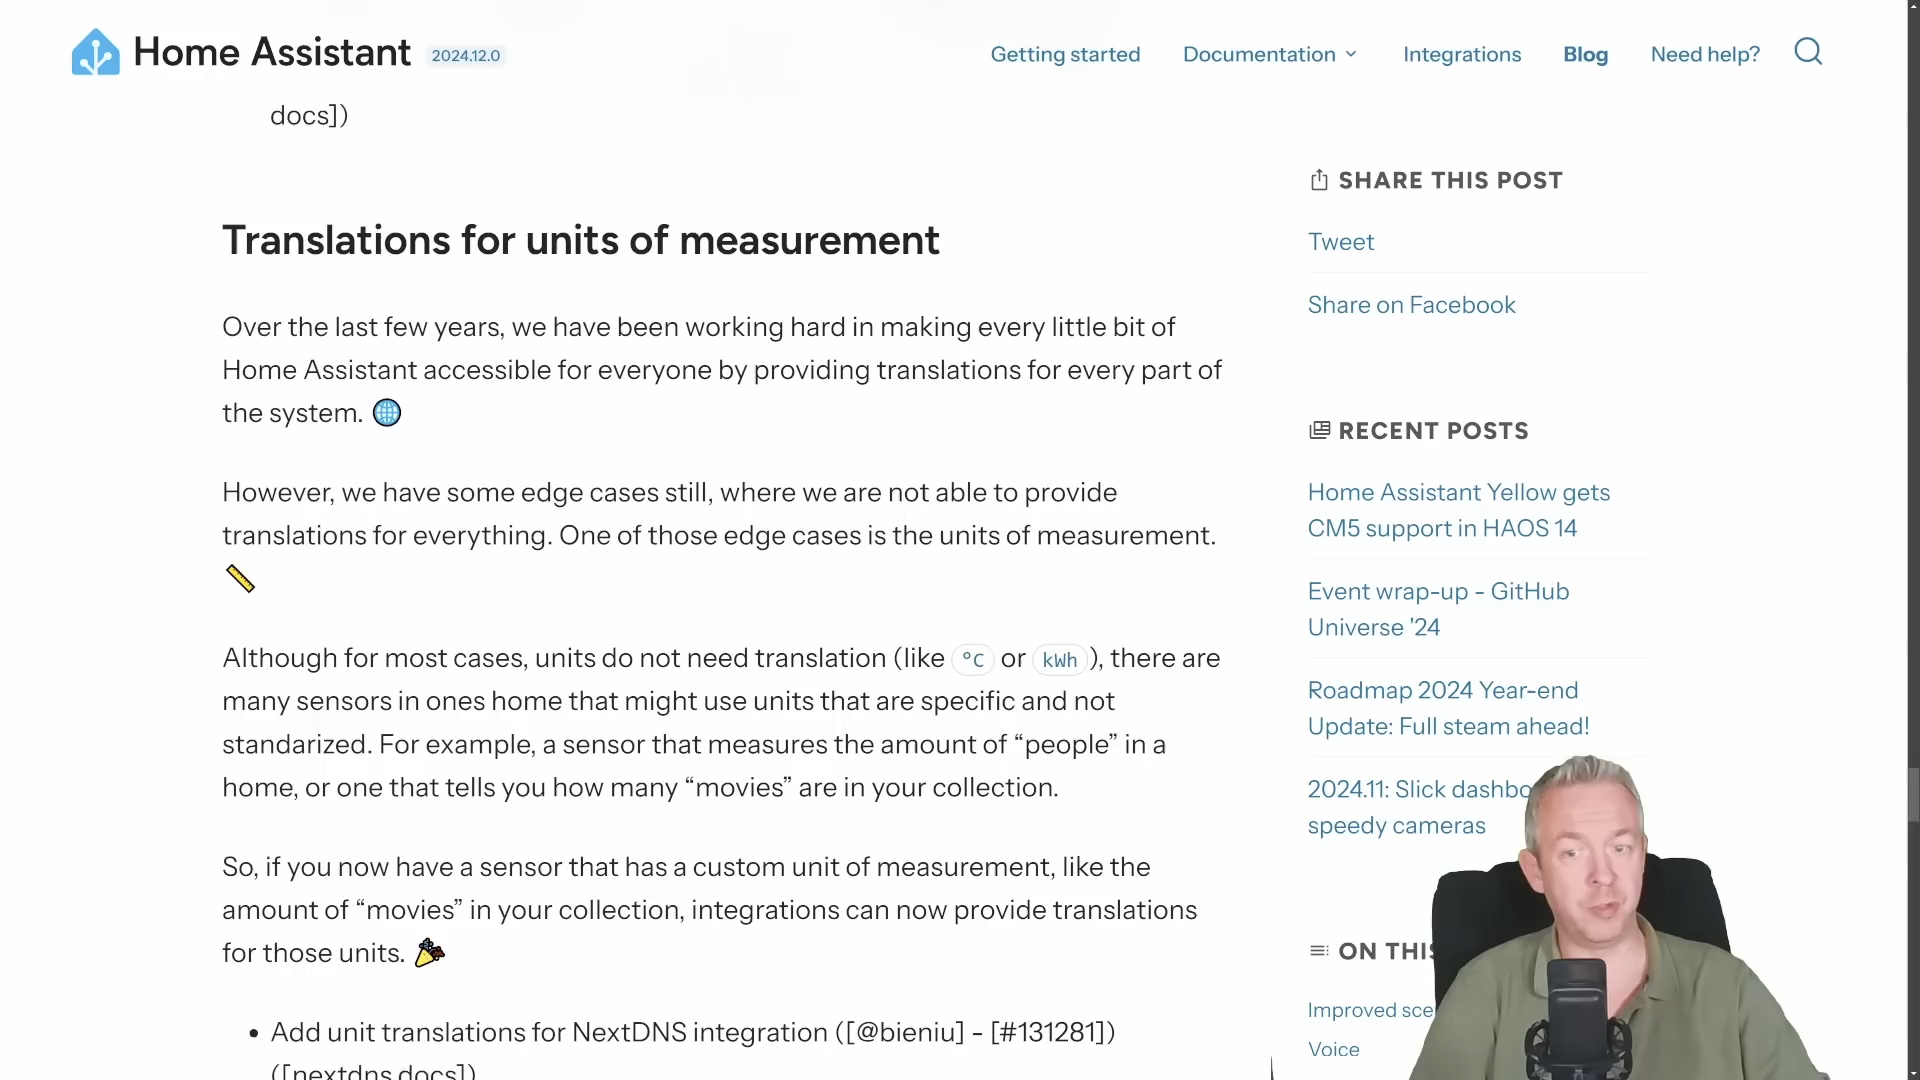 Home Assistant 2024.12.0
Getting started
Documentation
Integrations
Blog
Need help?
docs])
Translations for units of measurement
Over the last few years, we have been working hard in making every little bit of
Home Assistant accessible for everyone by providing translations for every part of
the system. 🌐
However, we have some edge cases still, where we are not able to provide
translations for everything. One of those edge cases is the units of measurement.
📏
Although for most cases, units do not need translation (like °C or kWh), there are
many sensors in ones home that might use units that are specific and not
standarized. For example, a sensor that measures the amount of “people” in a
home, or one that tells you how many “movies” are in your collection.
So, if you now have a sensor that has a custom unit of measurement, like the
amount of “movies” in your collection, integrations can now provide translations
for those units. 🎉
• Add unit translations for NextDNS integration ([@bieniu] - [#131281])
([nextdns docs])
SHARE THIS POST
Tweet
Share on Facebook
RECENT POSTS
Home Assistant Yellow gets
CM5 support in HAOS 14
Event wrap-up - GitHub
Universe '24
Roadmap 2024 Year-end
Update: Full steam ahead!
2024.11: Slick dashbo
speedy cameras
ON THIS
Improved sce
Voice